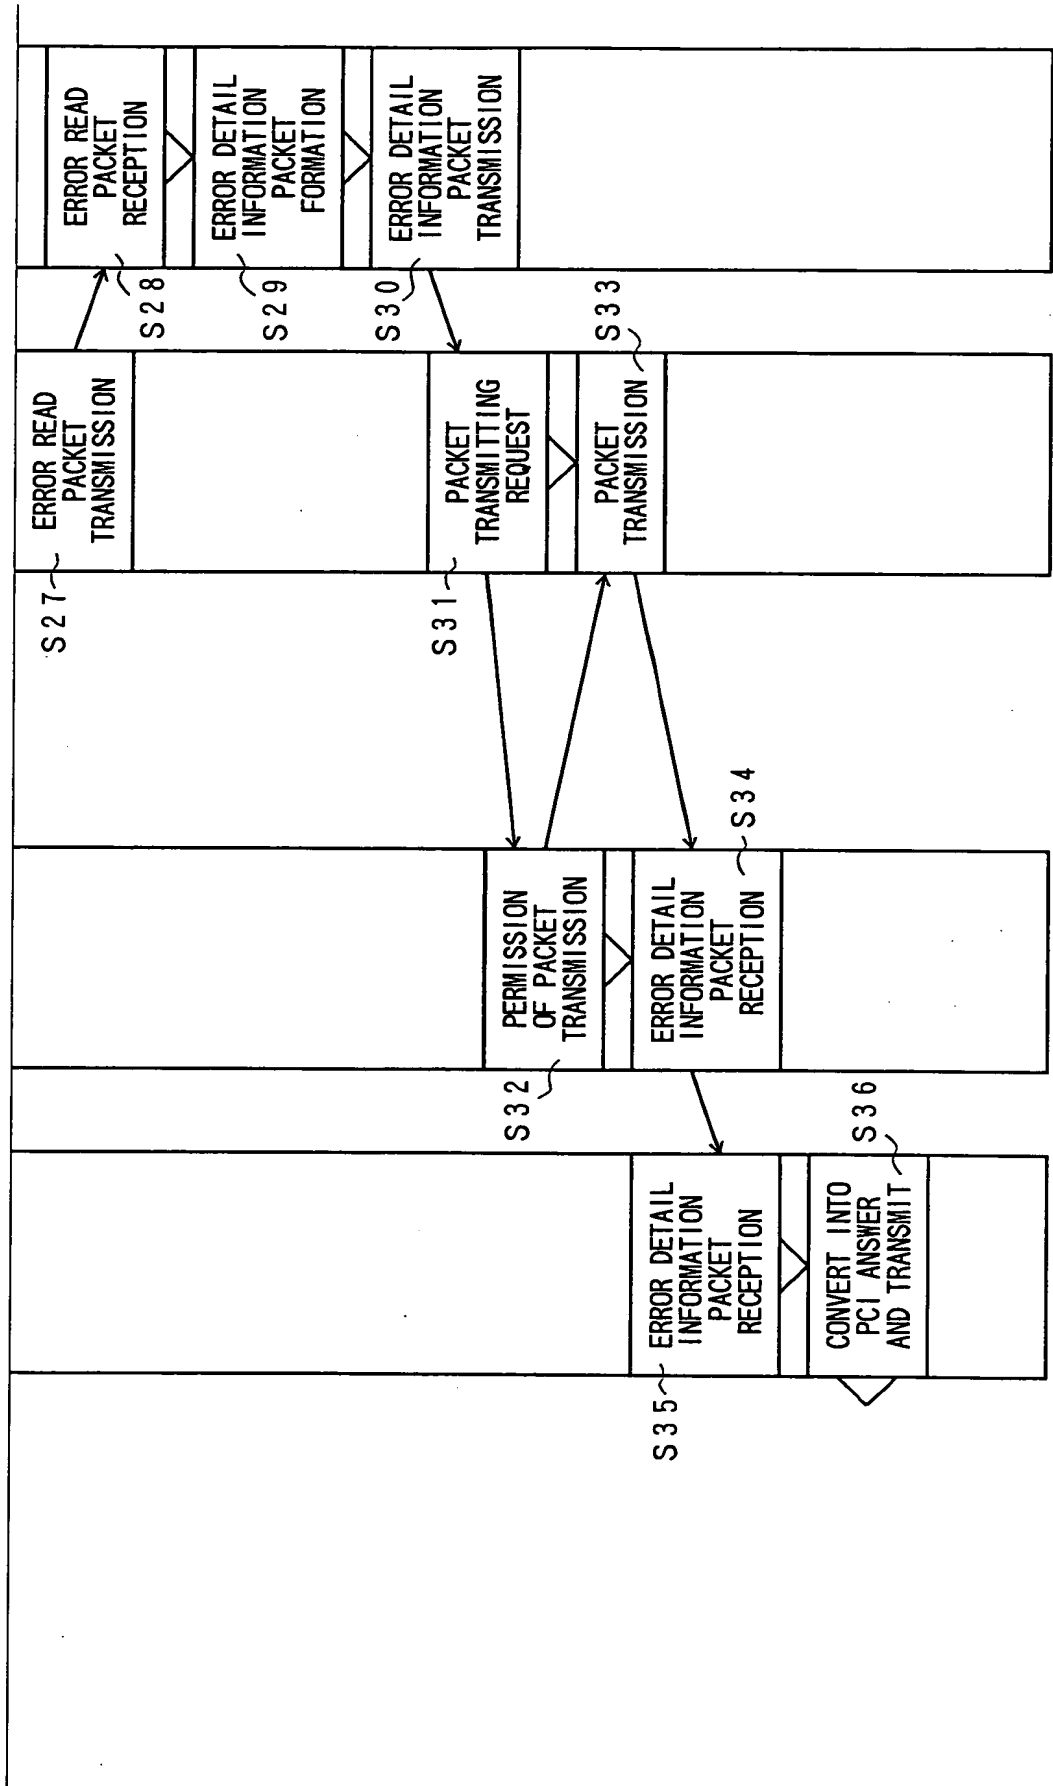 S27
ERROR READ
PACKET
TRANSMISSION
S28
ERROR READ
PACKET
RECEPTION
S29
ERROR DETAIL
INFORMATION
PACKET
FORMATION
S30
ERROR DETAIL
INFORMATION
PACKET
TRANSMISSION
S31
PACKET
TRANSMITTING
REQUEST
S32
PERMISSION
OF PACKET
TRANSMISSION
S33
PACKET
TRANSMISSION
S34
ERROR DETAIL
INFORMATION
PACKET
RECEPTION
S35
ERROR DETAIL
INFORMATION
PACKET
RECEPTION
S36
CONVERT INTO
PCI ANSWER
AND TRANSMIT